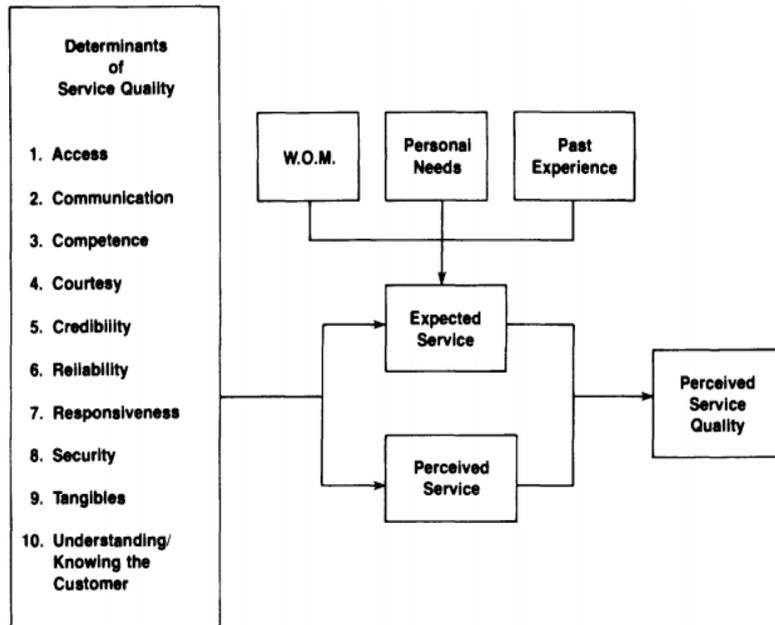 Determinants
of
Service Quality
1. Access
2. Communication
3. Competence
4. Courtesy
5. Credibility
6. Reliability
7. Responsiveness
8. Security
9. Tangibles
10. Understanding/
Knowing the
Customer
W.O.M.
Personal
Needs
Past
Experience
Expected
Service
Perceived
Service
Perceived
Service
Quality